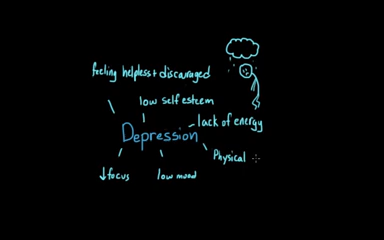 feeling helpless + discouraged
low self esteem
lack of energy
Depression
Physical
↓ focus
low mood